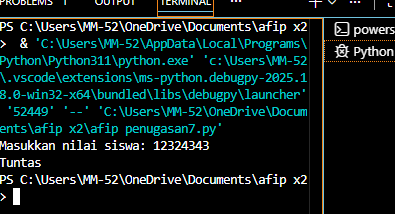 PROBLEMS
OUTPUT
TERMINAL
PS C:\Users\MM-52\OneDrive\Documents\afip x2
> & 'C:\Users\MM-52\AppData\Local\Programs\
\Python\Python311\python.exe' 'c:\Users\MM-52
\.vscode\extensions\ms-python.debugpy-2025.1
8.0-win32-x64\bundled\libs\debugpy\launcher'
'52449' '--' 'C:\Users\MM-52\OneDrive\Docum
ents\afip x2\afip penugasan7.py'
Masukkan nilai siswa: 12324343
Tuntas
PS C:\Users\MM-52\OneDrive\Documents\afip x2
>
powers
Python